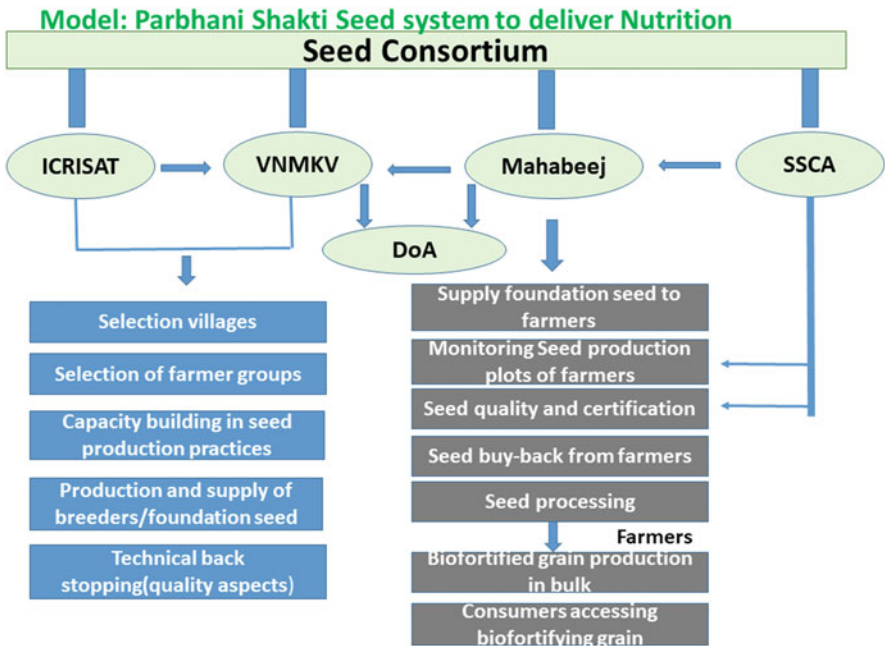 Model: Parbhani Shakti Seed system to deliver Nutrition
Seed Consortium
ICRISAT
VNMKV
Mahabeej
SSCA
DoA
Selection villages
Selection of farmer groups
Capacity building in seed
production practices
Production and supply of
breeders/foundation seed
Technical back
stopping(quality aspects)
Supply foundation seed to
farmers
Monitoring Seed production
plots of farmers
Seed quality and certification
Seed buy-back from farmers
Seed processing
Farmers
Biofortified grain production
in bulk
Consumers accessing
biofortifying grain